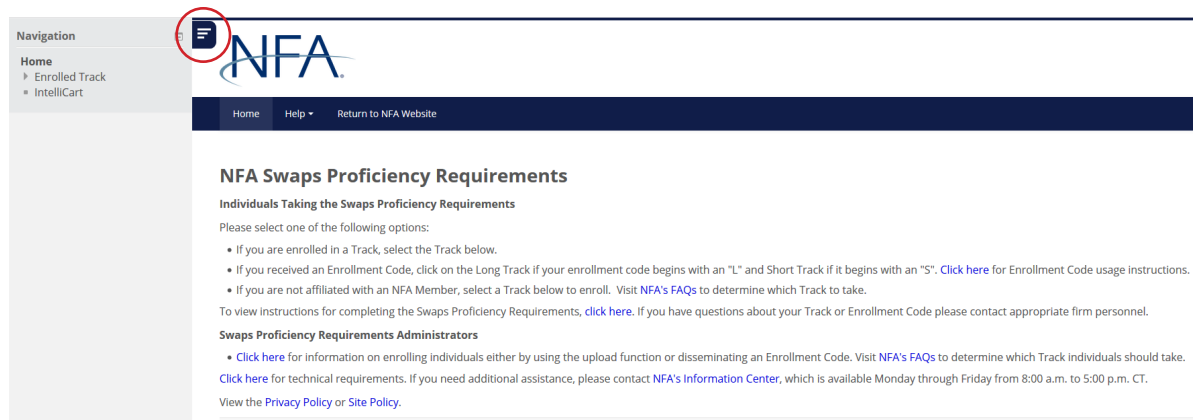 Navigation
Home
Enrolled Track
IntelliCart
NFA.
Home Help Return to NFA Website
NFA Swaps Proficiency Requirements
Individuals Taking the Swaps Proficiency Requirements
Please select one of the following options:
• If you are enrolled in a Track, select the Track below.
• If you received an Enrollment Code, click on the Long Track if your enrollment code begins with an "L" and Short Track if it begins with an "S". Click here for Enrollment Code usage instructions.
• If you are not affiliated with an NFA Member, select a Track below to enroll. Visit NFA's FAQs to determine which Track to take.
To view instructions for completing the Swaps Proficiency Requirements, click here. If you have questions about your Track or Enrollment Code please contact appropriate firm personnel.
Swaps Proficiency Requirements Administrators
• Click here for information on enrolling individuals either by using the upload function or disseminating an Enrollment Code. Visit NFA's FAQs to determine which Track individuals should take.
Click here for technical requirements. If you need additional assistance, please contact NFA's Information Center, which is available Monday through Friday from 8:00 a.m. to 5:00 p.m. CT.
View the Privacy Policy or Site Policy.